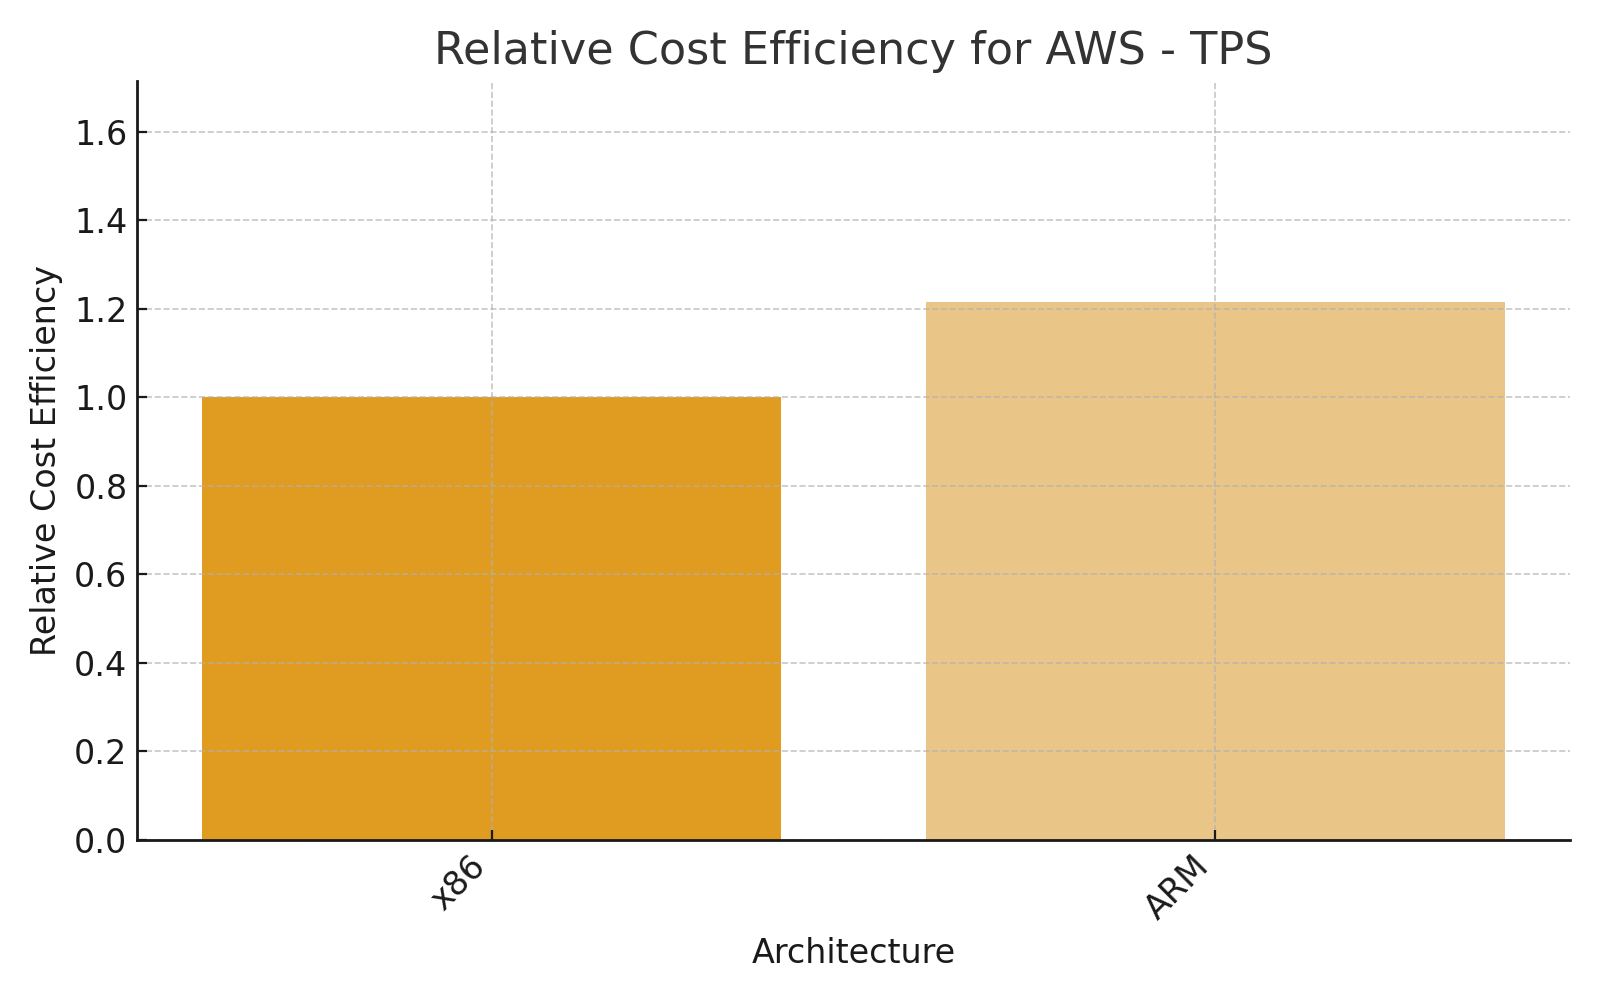 Relative Cost Efficiency for AWS - TPS
Relative Cost Efficiency
1.6
1.4
1.2
1.0
0.8
0.6
0.4
0.2
0.0
x86
ARM
Architecture